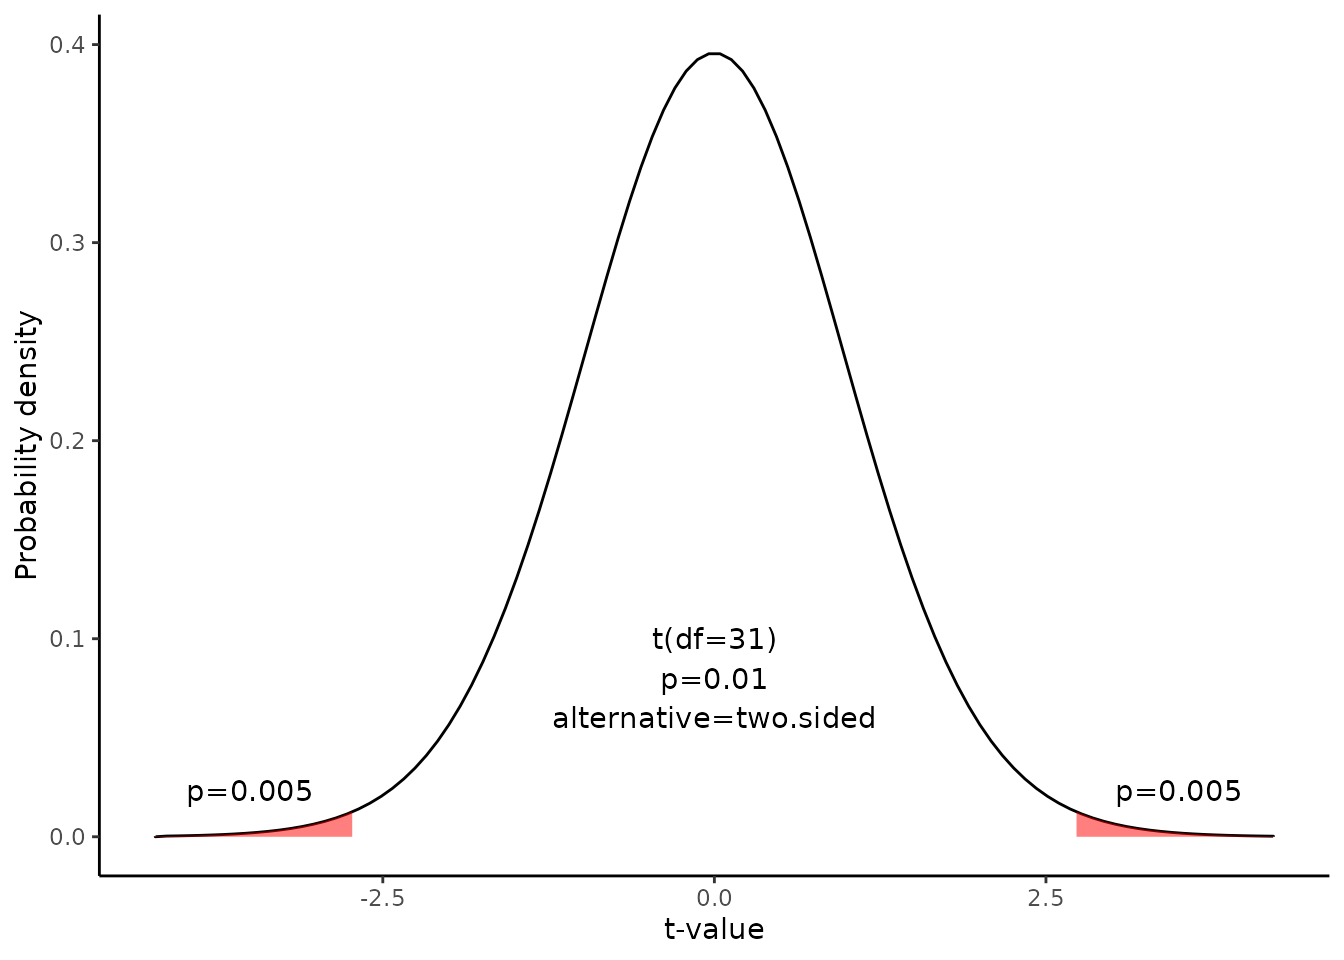 0.4
0.3
0.2
0.1
0.0
Probability density
t(df=31)
p=0.01
alternative=two.sided
p=0.005
p=0.005
-2.5
0.0
2.5
t-value